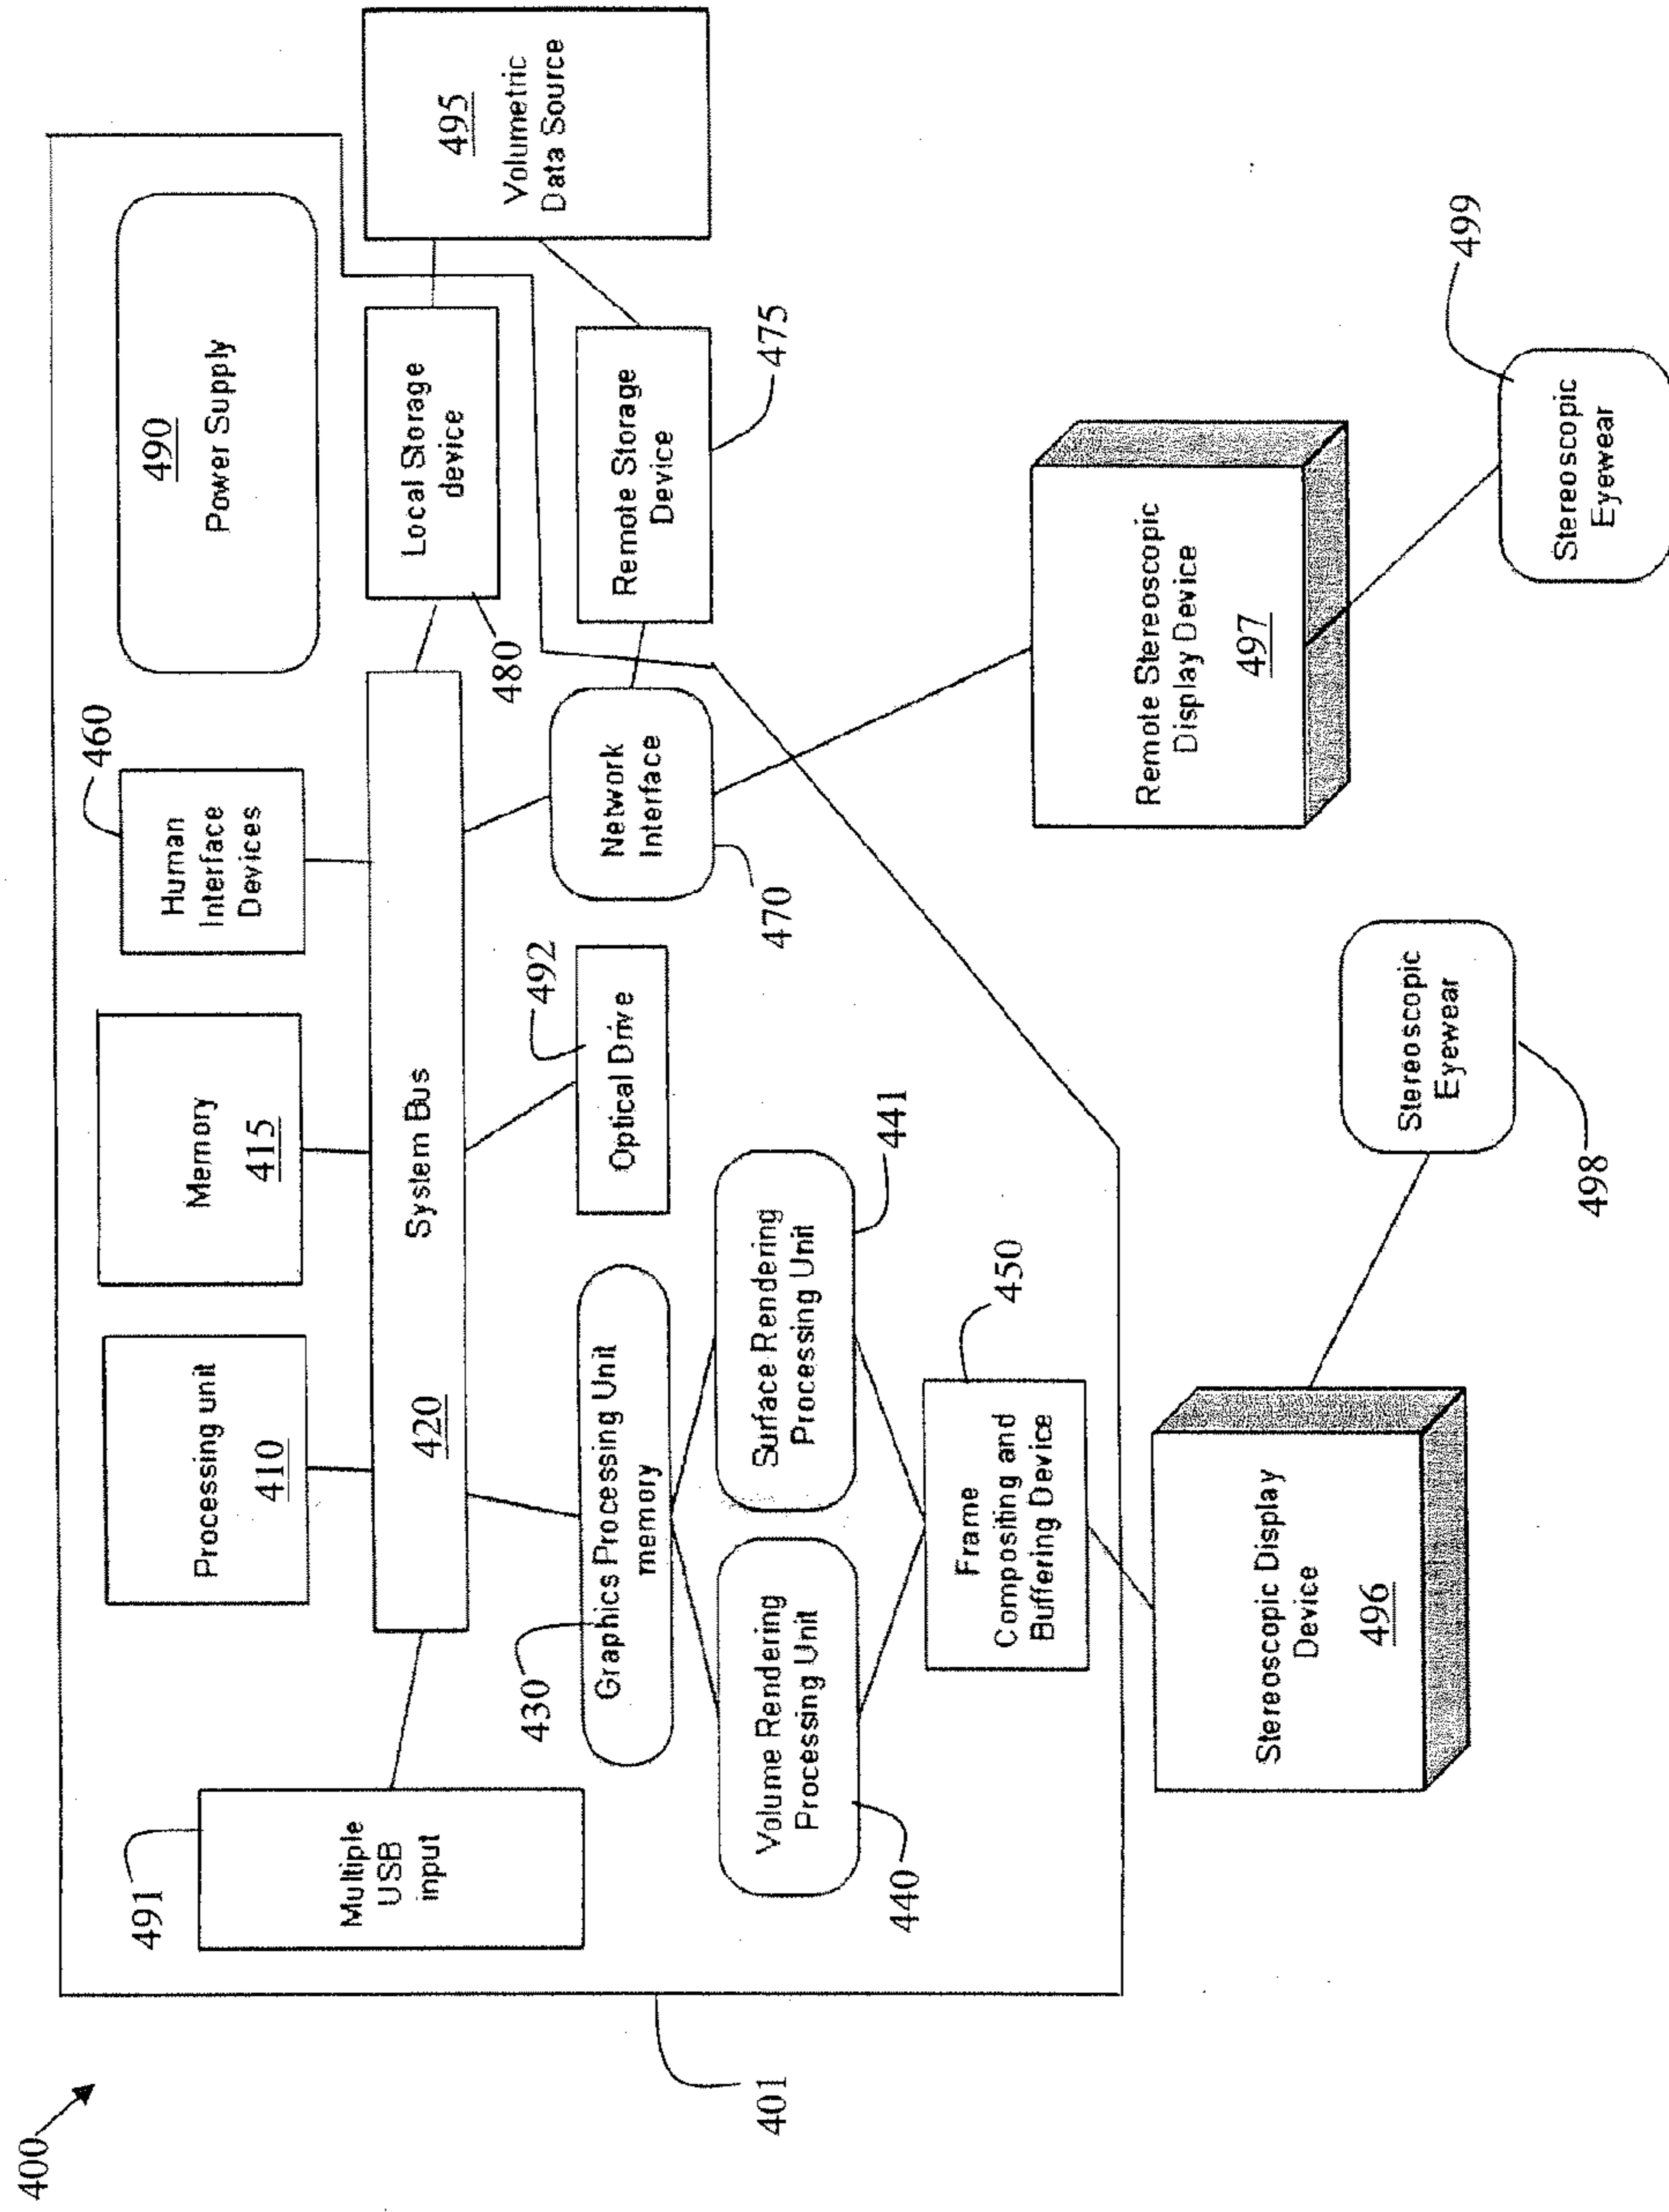 400
401
491
Multiple
USB
input
Processing unit
410
Memory
415
460
Human
Interface
Devices
490
Power Supply
System Bus
420
480
Local Storage
device
495
Volumetric
Data Source
430
Graphics Processing Unit
memory
492
Optical Drive
Network
Interface
470
Remote Storage
Device
475
440
Volume Rendering
Processing Unit
Surface Rendering
Processing Unit
441
Frame
Compositing and
Buffering Device
450
Stereoscopic Display
Device
496
Stereoscopic
Eyewear
498
Remote Stereoscopic
Display Device
497
Stereoscopic
Eyewear
499